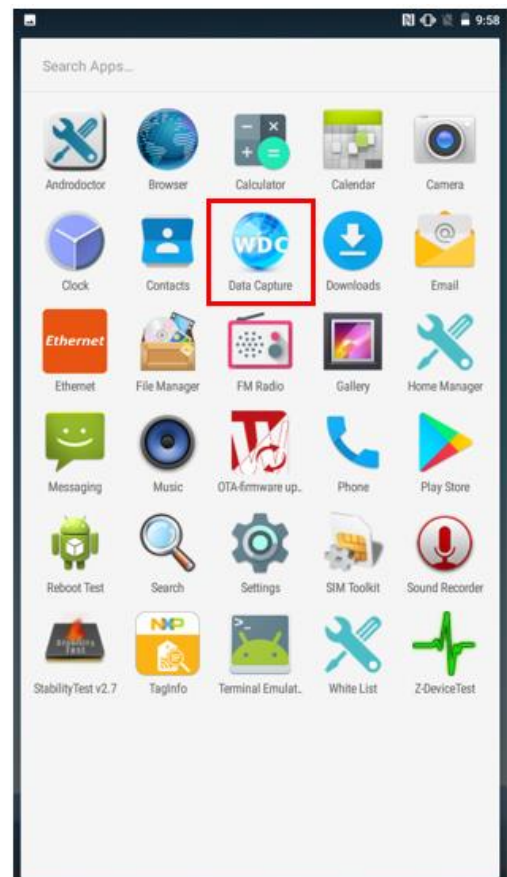 9:58
Search Apps...
Androdoctor Browser Calculator Calendar Camera
WDC @
Clock Contacts Data Capture Downloads Email
Ethernet
Ethernet File Manager FM Radio Gallery Home Manager
Messaging Music OTA-firmware up.. Phone Play Store
Reboot Test Search Settings SIM Toolkit Sound Recorder
NXP >_
StabilityTest v2.7 TagInfo Terminal Emulat.. White List Z-DeviceTest